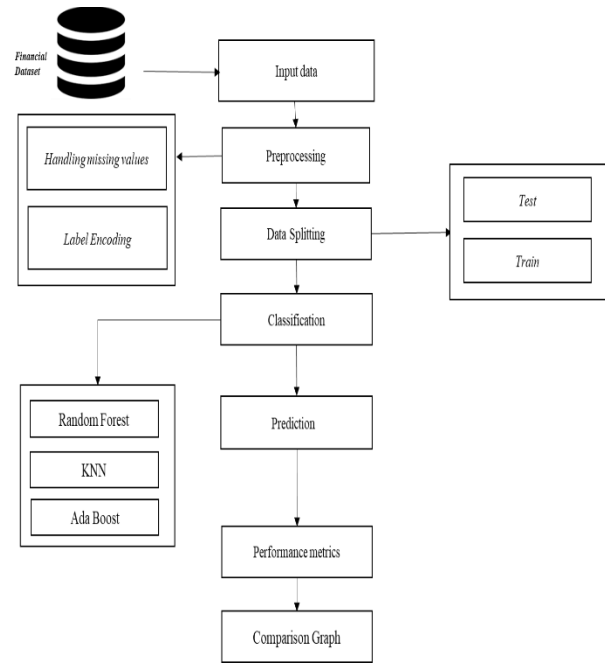 Financial
Dataset
Input data
Handling missing values
Label Encoding
Preprocessing
Data Splitting
Test
Train
Classification
Random Forest
KNN
Ada Boost
Prediction
Performance metrics
Comparison Graph